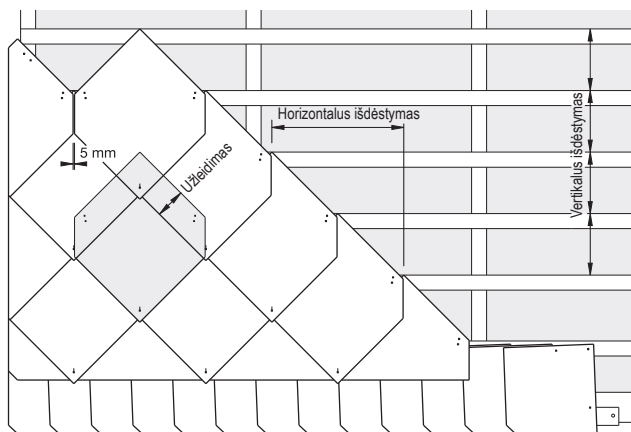 Horizontalus išdėstymas
5 mm
Užleidimas
Vertikalus išdėstymas